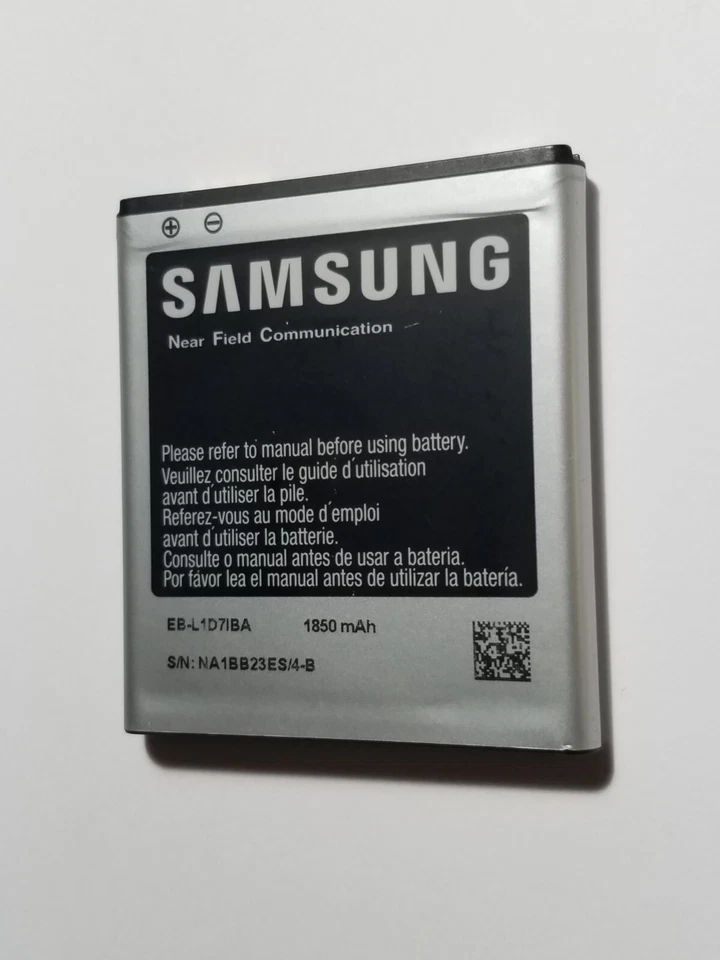 SAMSUNG
Near Field Communication
Please refer to manual before using battery.
Veuillez consulter le guide d'utilisation
avant d'utiliser la pile.
Referez-vous au mode d'emploi
avant d'utiliser la batterie.
Consulte o manual antes de usar a bateria.
Por fávor lea el manual antes de utilizar la batería.
EB-L1D7IBA 1850 mAh
S/N: NA1BB23ES/4-B